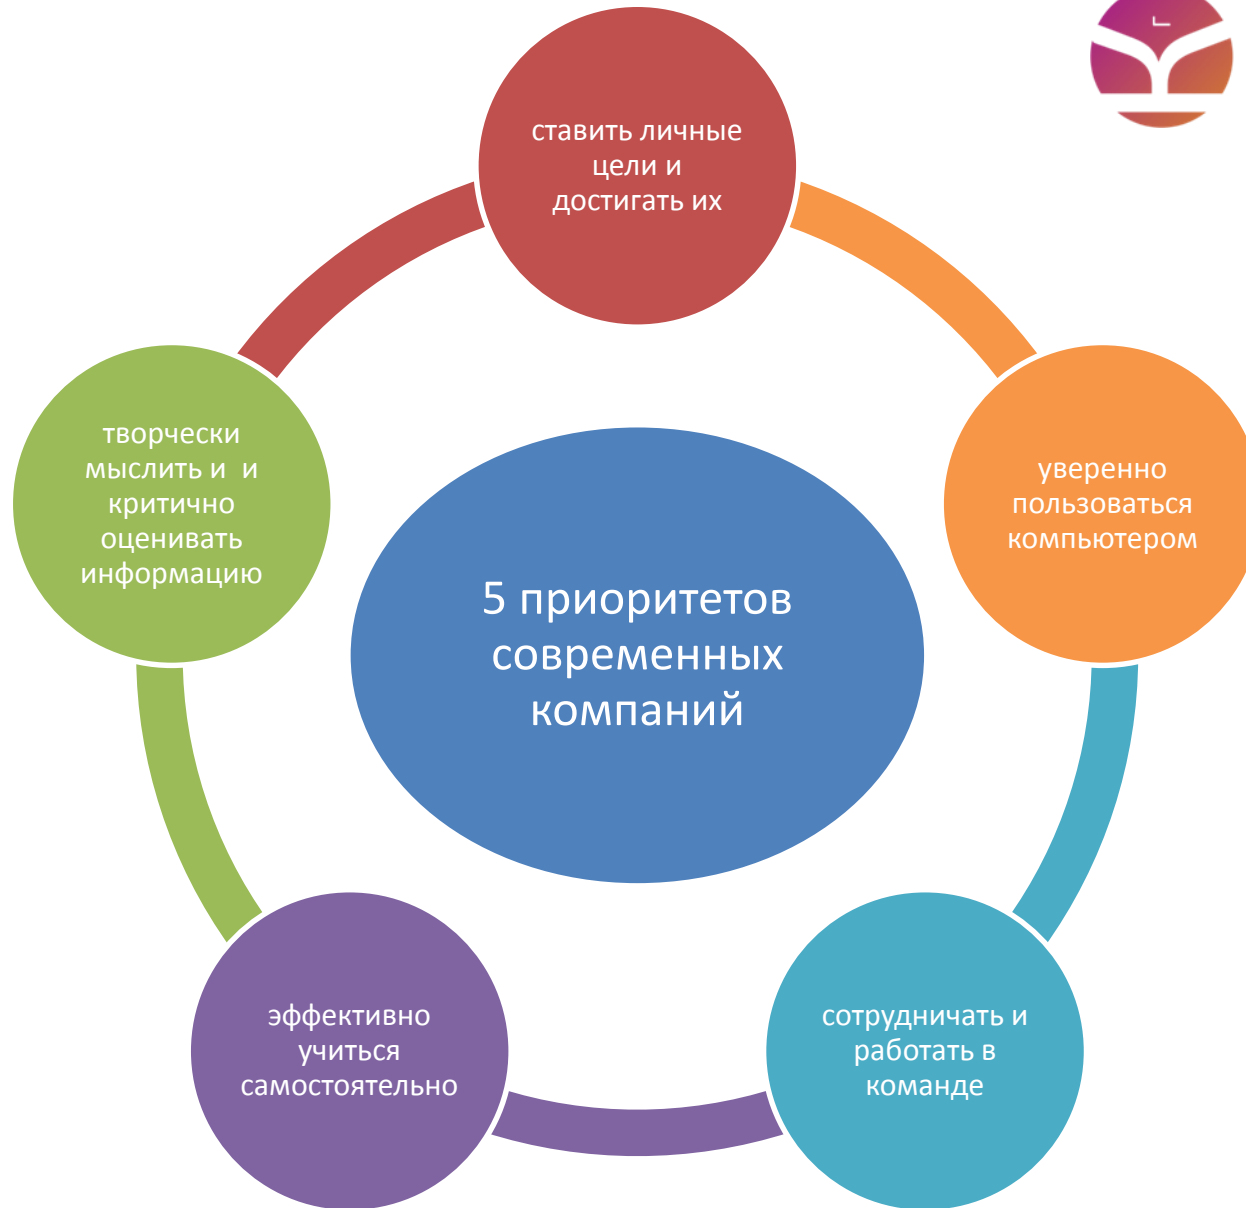 ставить личные
цели и
достигать их
уверенно
пользоваться
компьютером
сотрудничать и
работать в
команде
эффективно
учиться
самостоятельно
творчески
мыслить и  и
критично
оценивать
информацию
5 приоритетов
современных
компаний